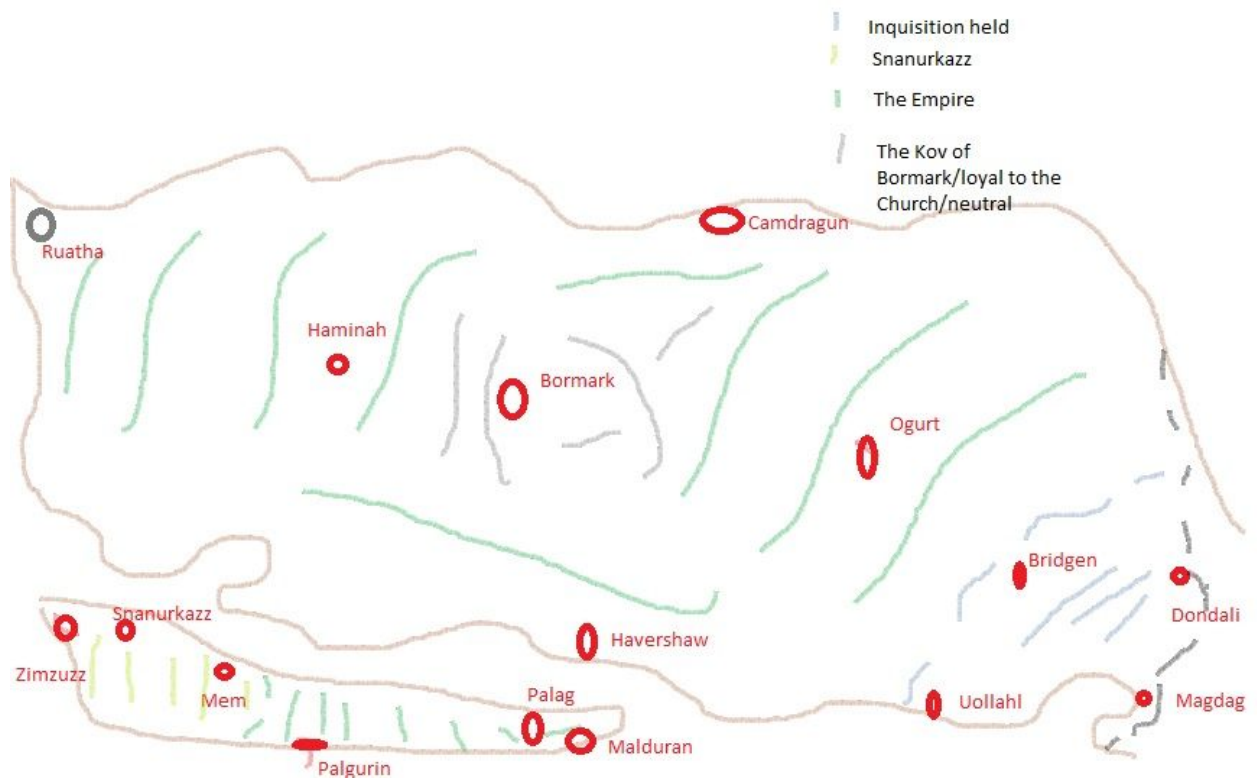 Inquisition held
Snanurkazz
The Empire
The Kov of
Bormark/loyal to the
Church/neutral
Camdragun
Ruatha
Haminah
Bormark
Ogurt
Bridgen
Dondali
Snanurkazz
Havershaw
Zimzuzz
Mem
Palag
Uollahl
Magdag
Malduran
Palgurin